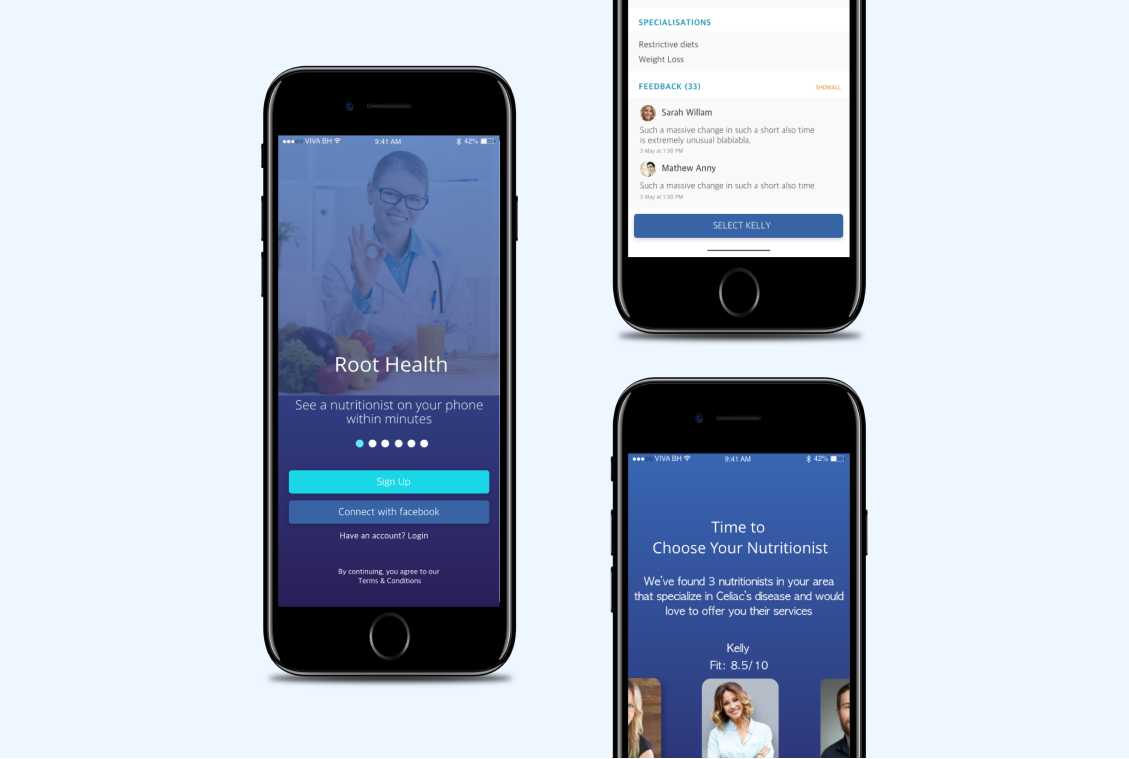 VIVA BH 9:41 AM 42%
Root Health
See a nutritionist on your phone
within minutes
Sign Up
Connect with facebook
Have an account? Login
By continuing, you agree to our
Terms & Conditions
SPECIALISATIONS
Restrictive diets
Weight Loss
FEEDBACK (33) SHOWALL
Sarah Willam
Such a massive change in such a short also time
is extremely unusual blablabla.
3 May at 1:30 PM
Mathew Anny
Such a massive change in such a short also time
3 May at 1:30 PM
SELECT KELLY
VIVA BH 9:41 AM 42%
Time to
Choose Your Nutritionist
We've found 3 nutritionists in your area
that specialize in Celiac's disease and would
love to offer you their services
Kelly
Fit: 8.5/10